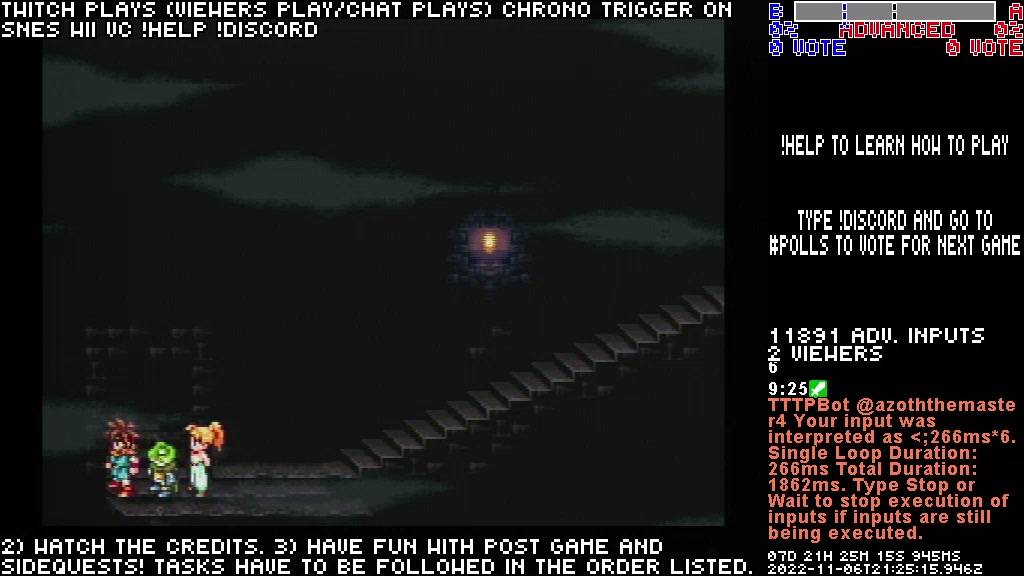 TWITCH PLAYS (VIEWERS PLAY/CHAT PLAYS) CHRONO TRIGGER ON
SNES WII VC !HELP !DISCORD
B A
0% ADVANCED 0%
0 VOTE 0 VOTE
!HELP TO LEARN HOW TO PLAY
TYPE !DISCORD AND GO TO
#POLLS TO VOTE FOR NEXT GAME
11891 ADV. INPUTS
2 VIEWERS
6
9:25
TTTPBot @azoththemaste
r4 Your input was
interpreted as <;266ms*6.
Single Loop Duration:
266ms Total Duration:
1862ms. Type Stop or
Wait to stop execution of
inputs if inputs are still
being executed.
07D 21H 25M 15S 945MS
2022-11-06T21:25:15.946Z
2) WATCH THE CREDITS. 3) HAVE FUN WITH POST GAME AND
SIDEQUESTS! TASKS HAVE TO BE FOLLOWED IN THE ORDER LISTED.